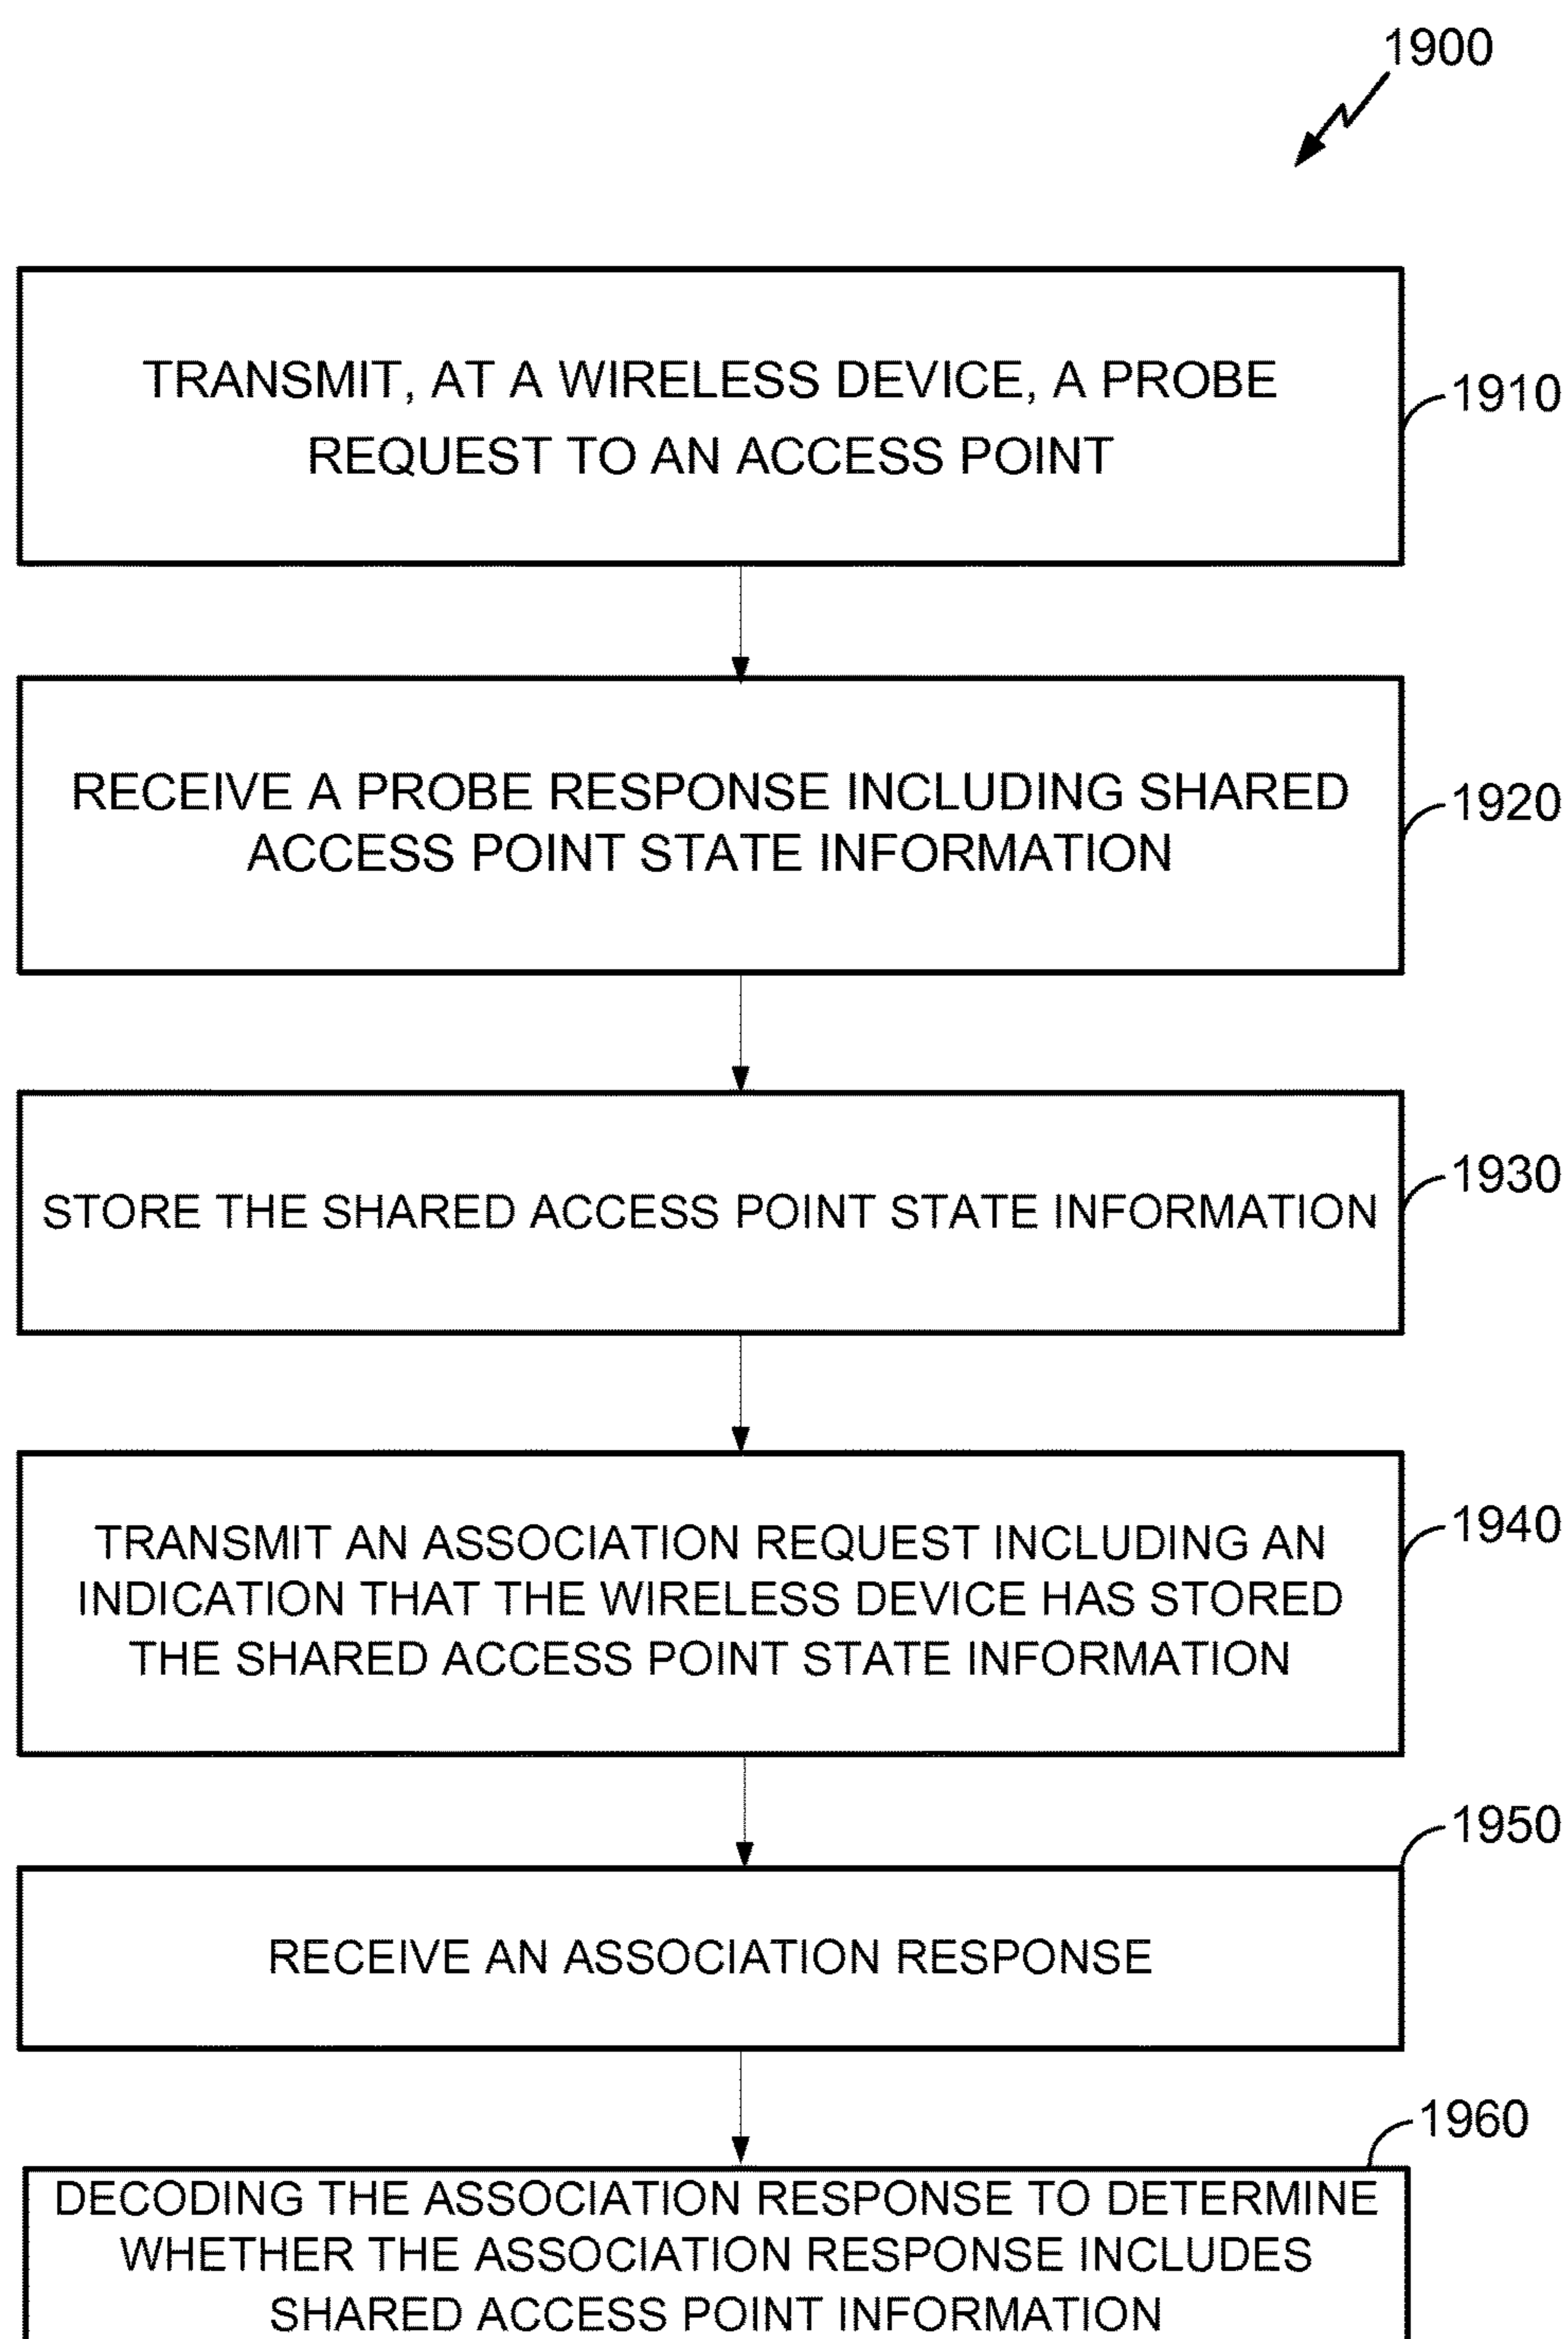 1900
TRANSMIT, AT A WIRELESS DEVICE, A PROBE
REQUEST TO AN ACCESS POINT
1910
RECEIVE A PROBE RESPONSE INCLUDING SHARED
ACCESS POINT STATE INFORMATION
1920
STORE THE SHARED ACCESS POINT STATE INFORMATION
1930
TRANSMIT AN ASSOCIATION REQUEST INCLUDING AN
INDICATION THAT THE WIRELESS DEVICE HAS STORED
THE SHARED ACCESS POINT STATE INFORMATION
1940
1950
RECEIVE AN ASSOCIATION RESPONSE
1960
DECODING THE ASSOCIATION RESPONSE TO DETERMINE
WHETHER THE ASSOCIATION RESPONSE INCLUDES
SHARED ACCESS POINT INFORMATION